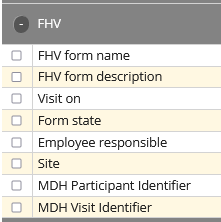 - FHV
FHV form name
FHV form description
Visit on
Form state
Employee responsible
Site
MDH Participant Identifier
MDH Visit Identifier